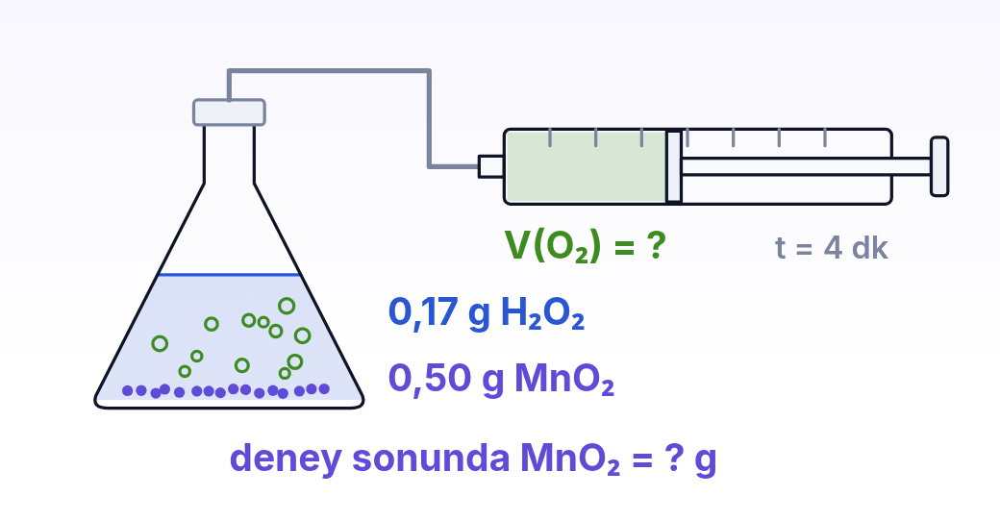 V(O₂) = ?
t = 4 dk
0,17 g H₂O₂
0,50 g MnO₂
deney sonunda MnO₂ = ? g